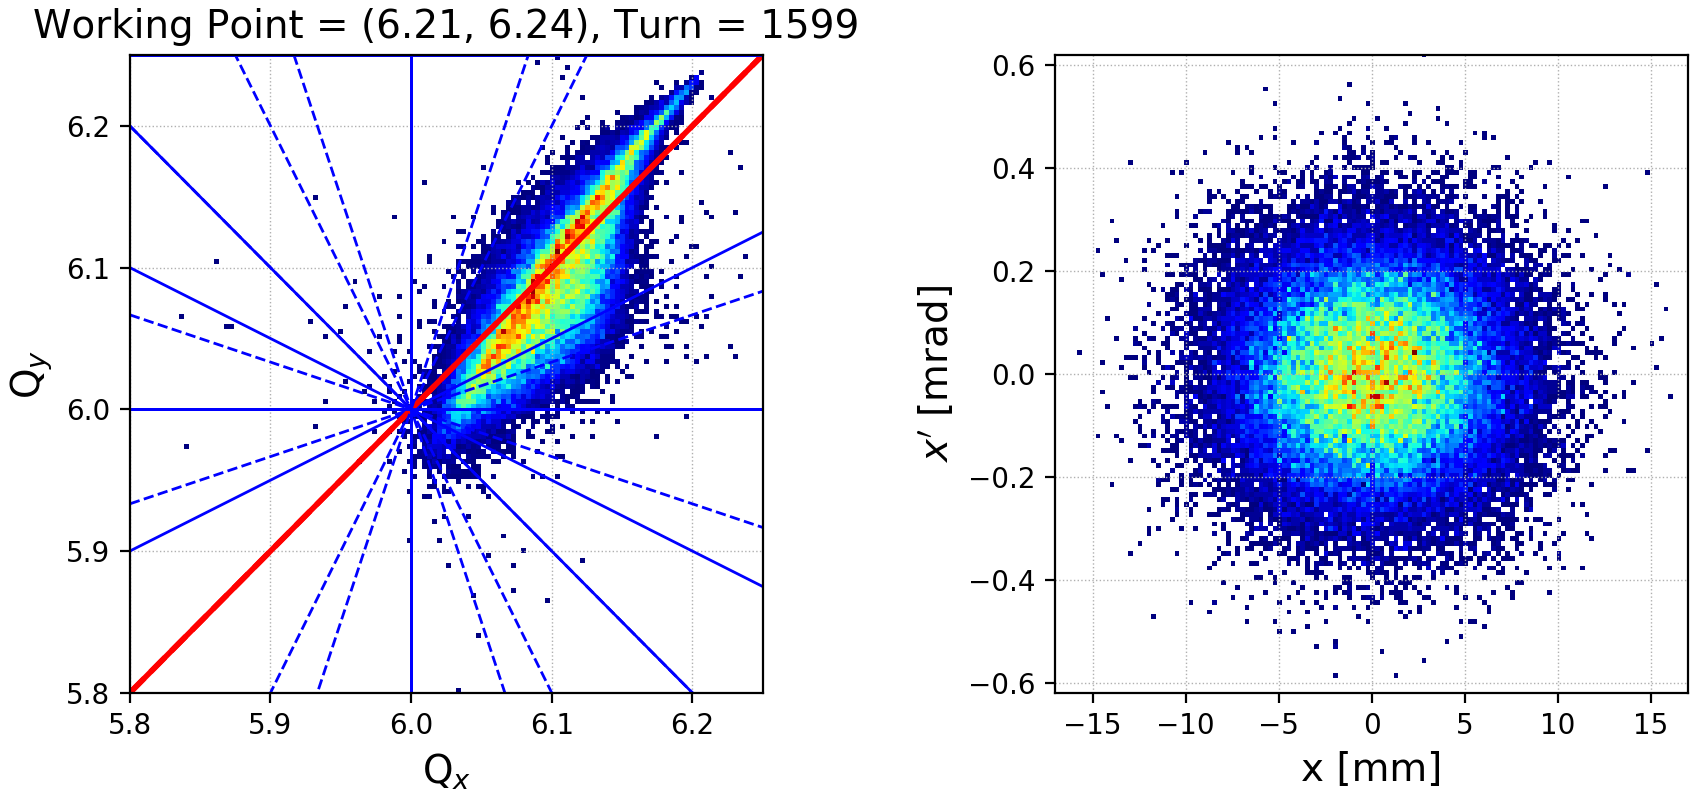 Working Point = (6.21, 6.24), Turn = 1599
6.2
6.1
6.0
5.9
5.8
Q_y
5.8 5.9 6.0 6.1 6.2
Q_x
0.6
0.4
0.2
0.0
−0.2
−0.4
−0.6
x′ [mrad]
−15 −10 −5 0 5 10 15
x [mm]